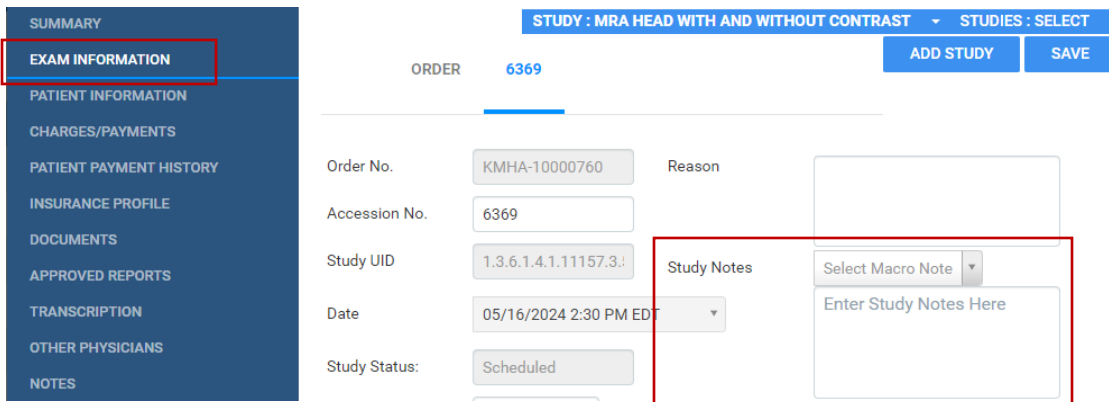 SUMMARY
EXAM INFORMATION
PATIENT INFORMATION
CHARGES/PAYMENTS
PATIENT PAYMENT HISTORY
INSURANCE PROFILE
DOCUMENTS
APPROVED REPORTS
TRANSCRIPTION
OTHER PHYSICIANS
NOTES
STUDY : MRA HEAD WITH AND WITHOUT CONTRAST
STUDIES : SELECT
ADD STUDY
SAVE
ORDER
6369
Order No.
KMHA-10000760
Accession No.
6369
Study UID
1.3.6.1.4.1.11157.3.
Date
05/16/2024 2:30 PM EDT
Study Status:
Scheduled
Reason
Study Notes
Select Macro Note
Enter Study Notes Here